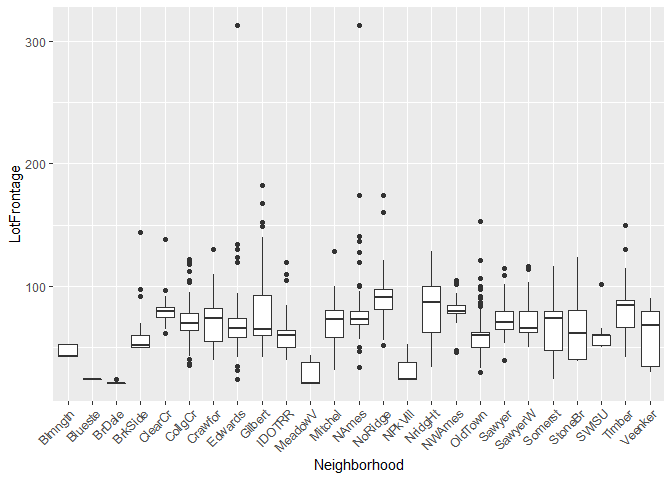 300
200
100
LotFrontage
Blmngtn
Blueste
BrDale
BrkSide
ClearCr
CollgCr
Crawfor
Edwards
Gilbert
IDOTRR
MeadowV
Mitchel
NAmes
NoRidge
NPkVill
NridgHt
NWAmes
OldTown
Sawyer
SawyerW
Somerst
StoneBr
SWISU
Timber
Veenker
Neighborhood